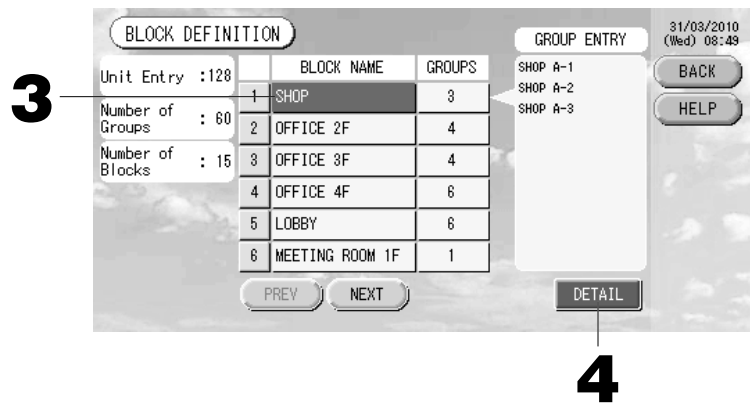 BLOCK DEFINITION
GROUP ENTRY
31/03/2010
(Wed) 08:49
Unit Entry :128
Number of Groups : 60
Number of Blocks : 15
BLOCK NAME GROUPS
1 SHOP 3
2 OFFICE 2F 4
3 OFFICE 3F 4
4 OFFICE 4F 6
5 LOBBY 6
6 MEETING ROOM 1F 1
SHOP A-1
SHOP A-2
SHOP A-3
BACK
HELP
PREV
NEXT
DETAIL
3
4